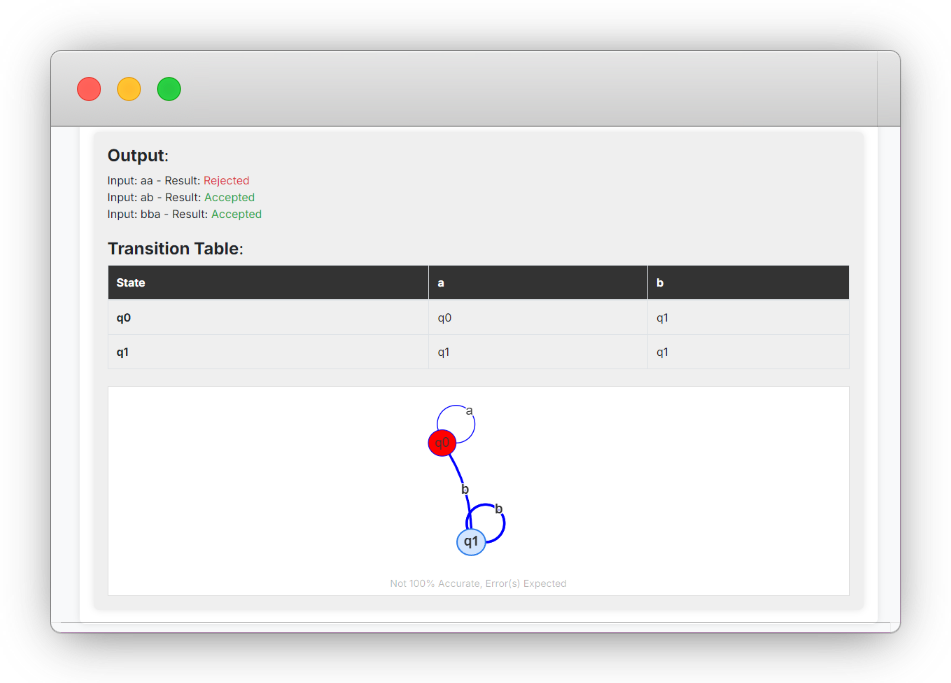 Output:
Input: aa - Result: Rejected
Input: ab - Result: Accepted
Input: bba - Result: Accepted
Transition Table:
State a b
q0 q0 q1
q1 q1 q1
a
q0
b
b
q1
Not 100% Accurate, Error(s) Expected